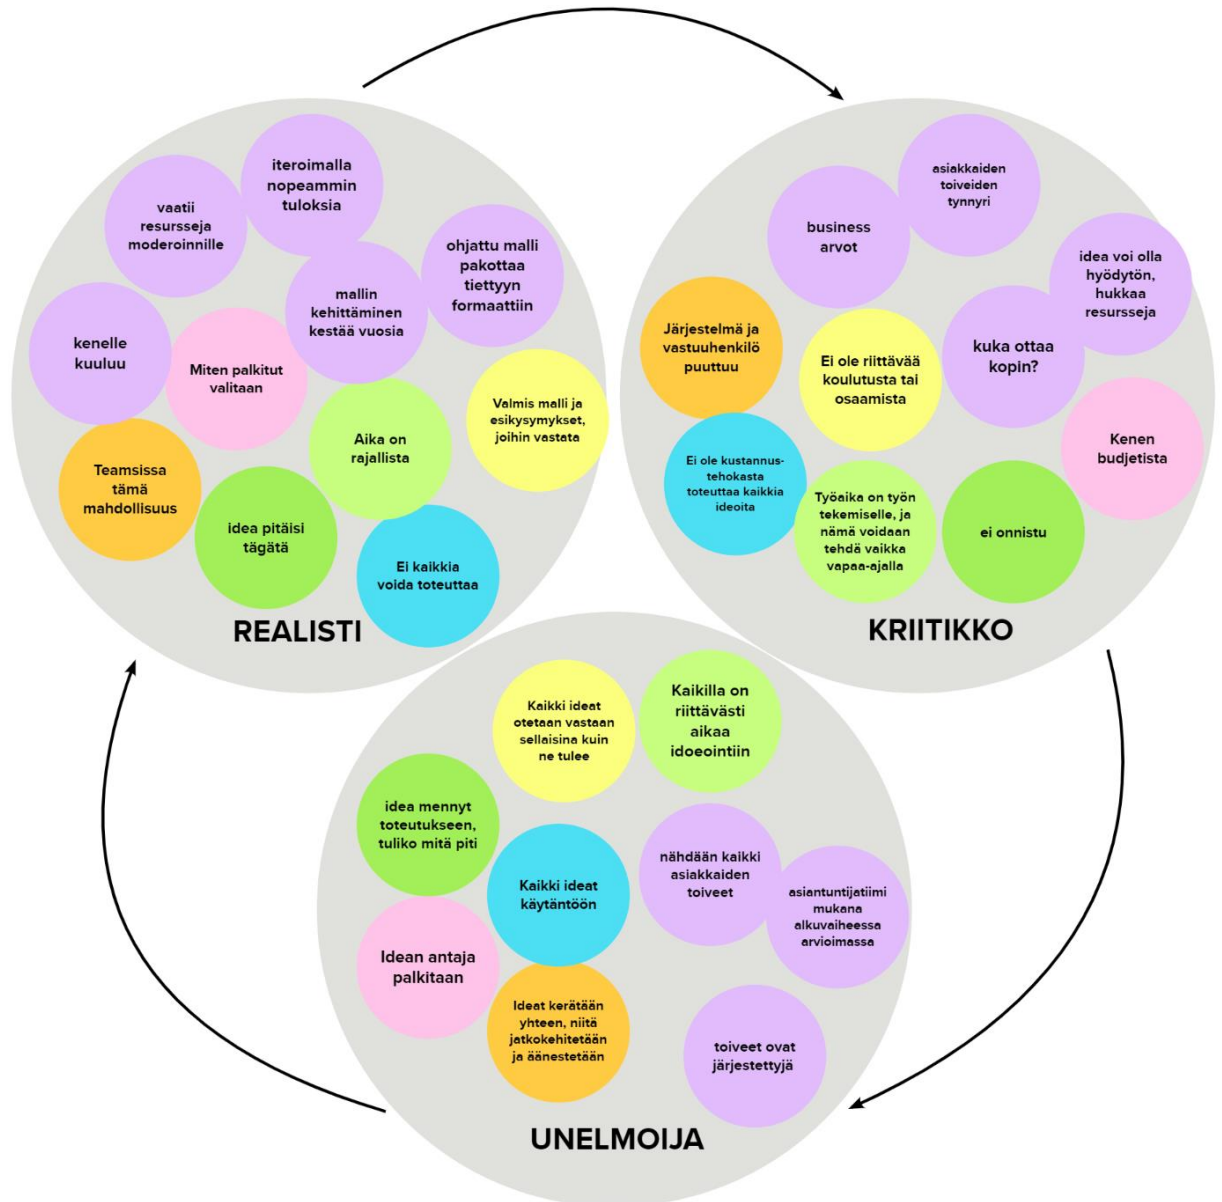 iteroimalla
nopeammin
tuloksia
vaatii
resursseja
moderoinnille
ohjattu malli
pakottaa
tiettyyn
formaattiin
mallin
kehittäminen
kestää vuosia
kenelle
kuuluu
Miten palkitut
valitaan
Valmis malli ja
esikysymykset,
joihin vastata
Aika on
rajallista
Teamsissa
tämä
mahdollisuus
idea pitäisi
tägätä
Ei kaikkia
voida toteuttaa
REALISTI
asiakkaiden
toiveiden
tynnyri
business
arvot
idea voi olla
hyödytön,
hukkaa
resursseja
Järjestelmä ja
vastuuhenkilö
puuttuu
Ei ole riittävää
koulutusta tai
osaamista
kuka ottaa
kopin?
Kenen
budjetista
Ei ole kustannus-
tehokasta
toteuttaa kaikkia
ideoita
Työaika on työn
tekemiselle, ja
nämä voidaan
tehdä vaikka
vapaa-ajalla
ei onnistu
KRIITIKKO
Kaikki ideat
otetaan vastaan
sellaisina kuin
ne tulee
Kaikilla on
riittävästi
aikaa
idoeointiin
idea mennyt
toteutukseen,
tuliko mitä piti
Kaikki ideat
käytäntöön
nähdään kaikki
asiakkaiden
toiveet
asiantuntijatiimi
mukana
alkuvaiheessa
arvioimassa
Idean antaja
palkitaan
Ideat kerätään
yhteen, niitä
jatkokehitetään
ja äänestetään
toiveet ovat
järjestettyjä
UNELMOIJA